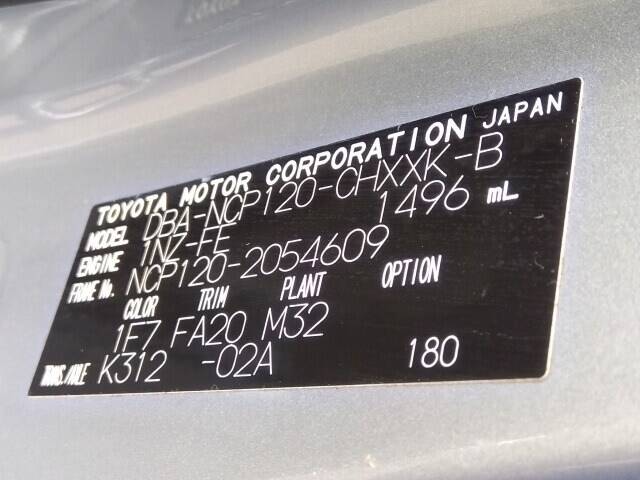 TOYOTA MOTOR CORPORATION JAPAN
MODEL DBA-NCP120-CHXXK-B
ENGINE 1NZ-FE 1496 mL
FRAME No. NCP120-2054609
COLOR TRIM PLANT OPTION
1F7 FA20 M32
TRANS./AXLE K312 -02A 180